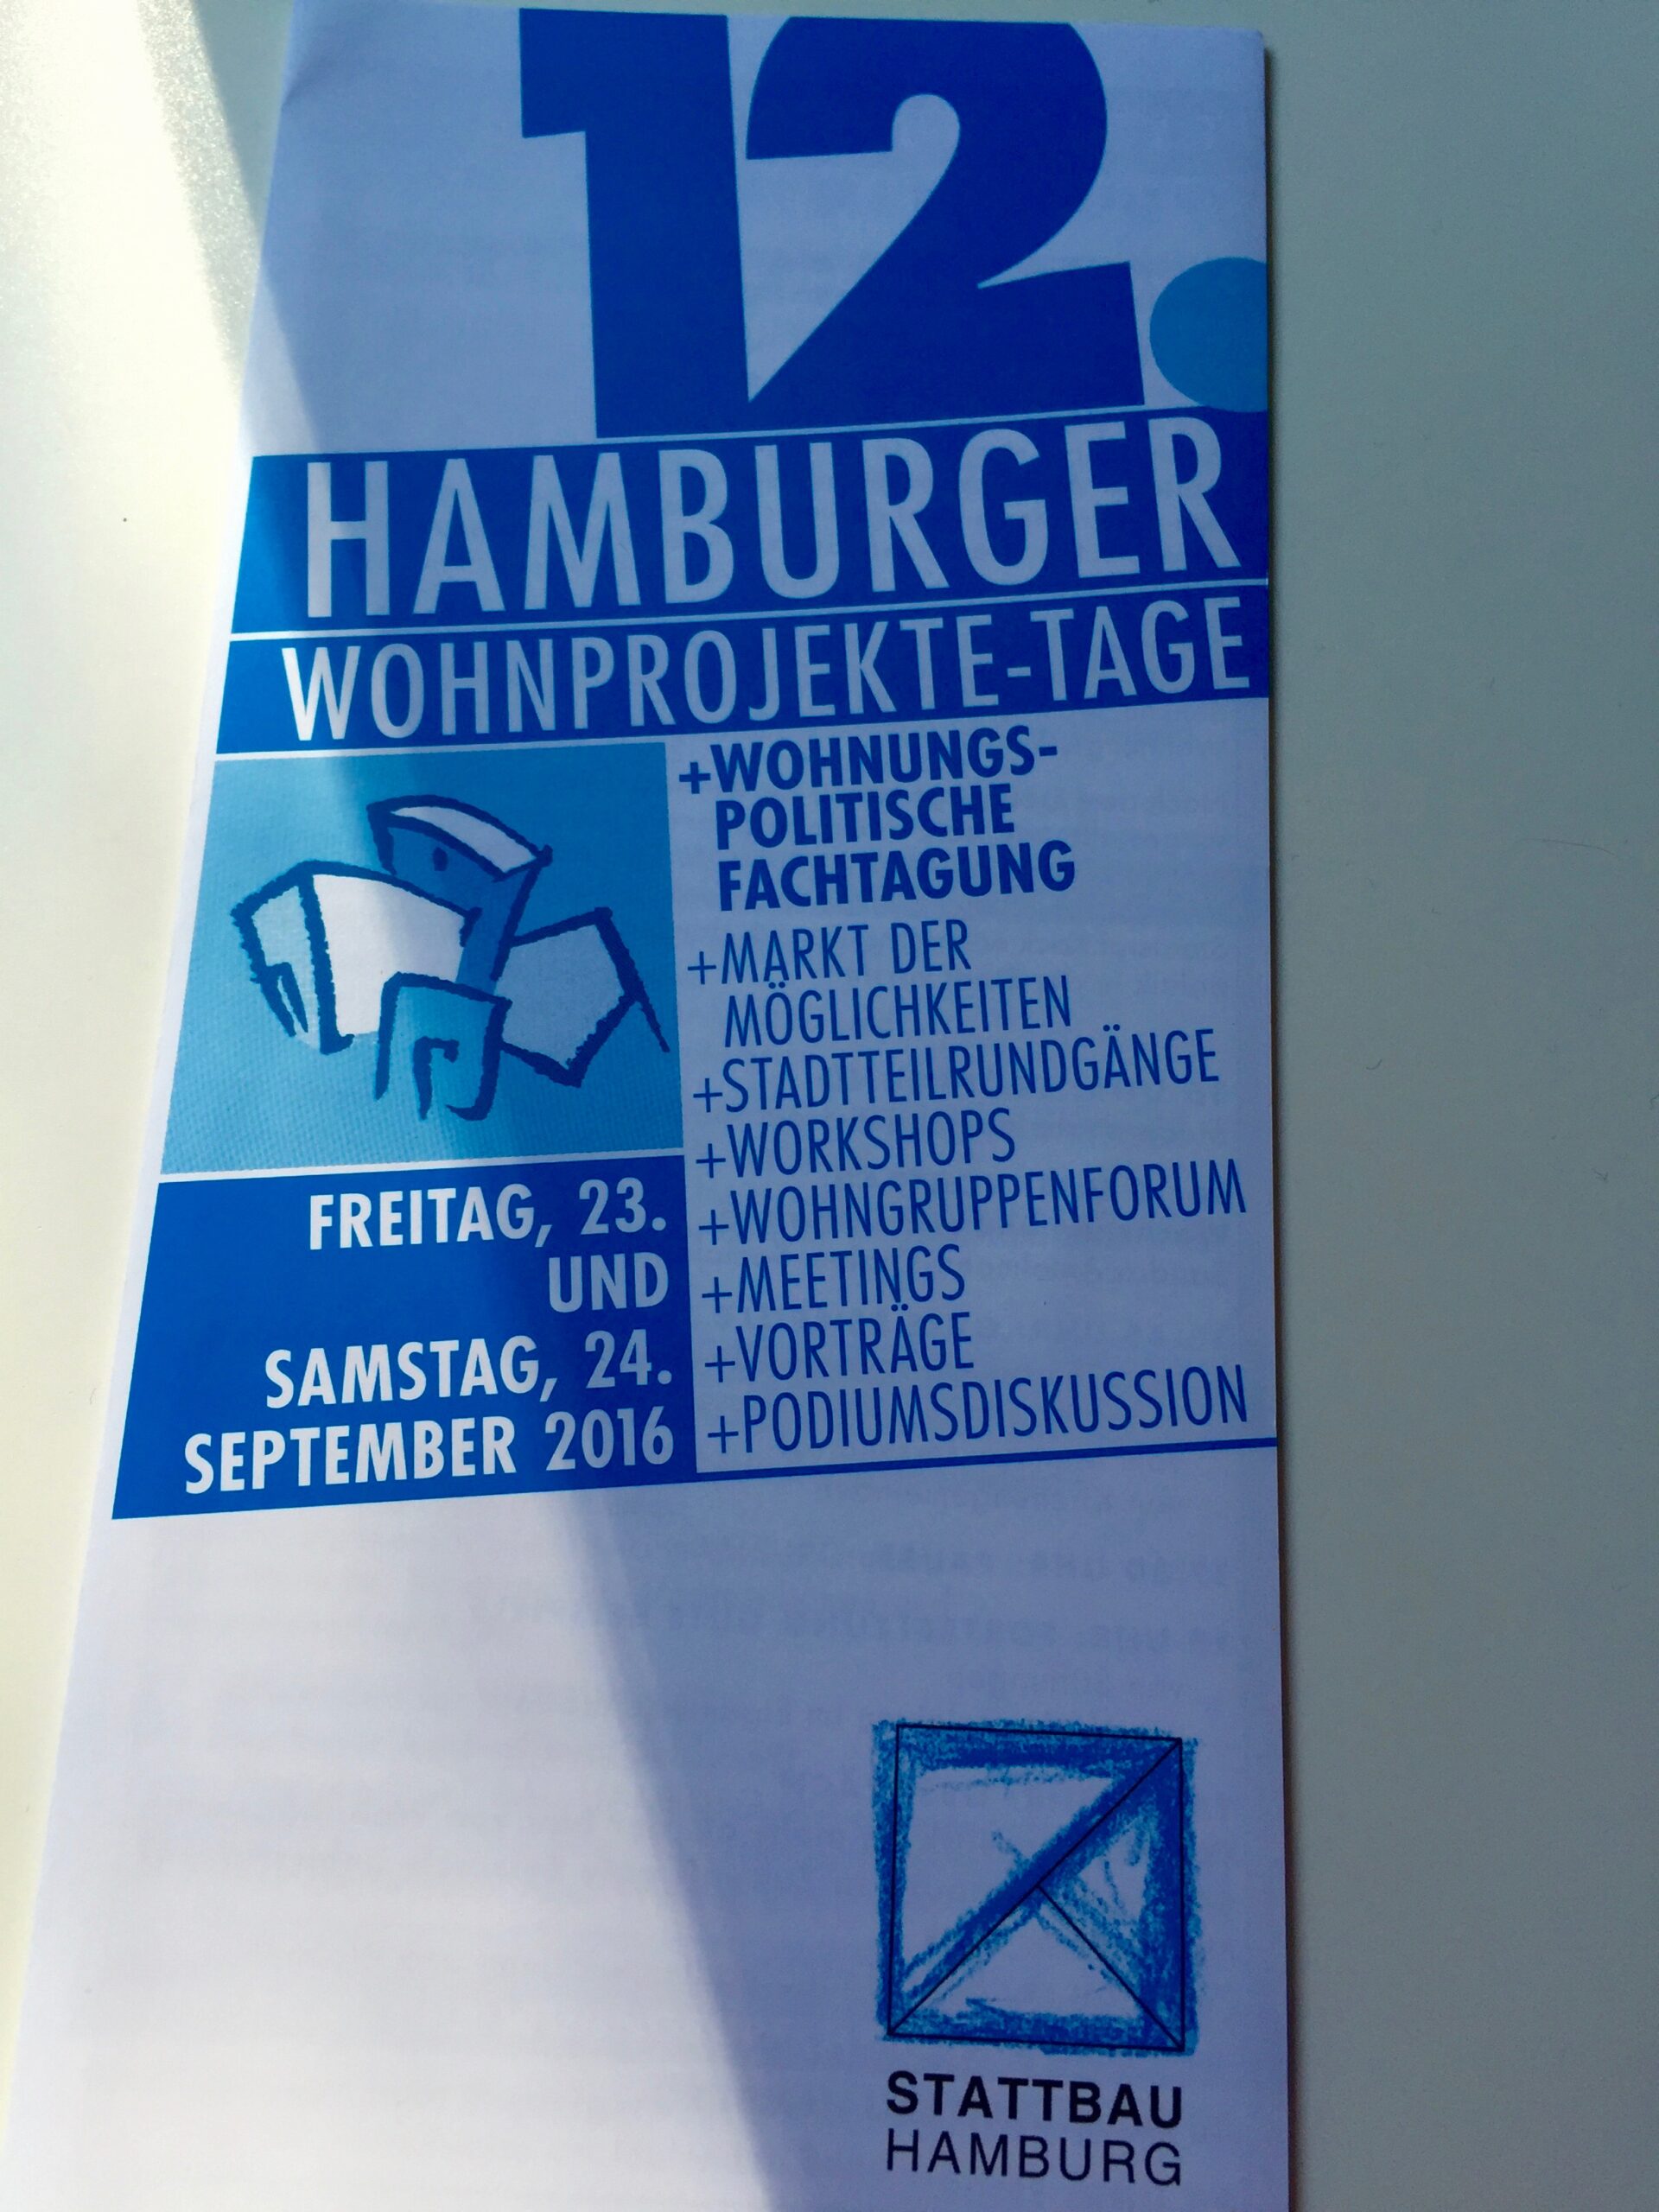 12.
HAMBURGER
WOHNPROJEKTE-TAGE
+WOHNUNGS-
POLITISCHE
FACHTAGUNG
+MARKT DER
MÖGLICHKEITEN
+STADTTEILRUNDGÄNGE
+WORKSHOPS
+WOHNGRUPPENFORUM
+MEETINGS
+VORTRÄGE
+PODIUMSDISKUSSION
FREITAG, 23.
UND
SAMSTAG, 24.
SEPTEMBER 2016
STATTBAU
HAMBURG